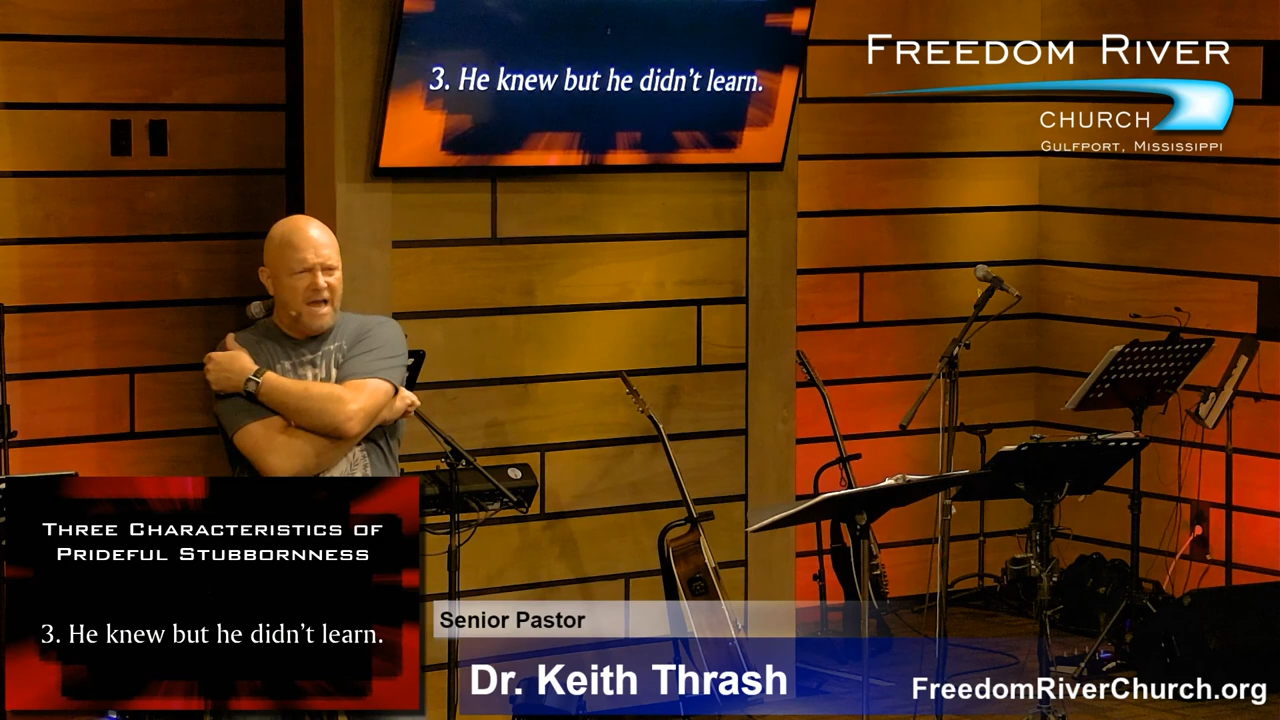 3. He knew but he didn't learn.
FREEDOM RIVER
CHURCH
GULFPORT, MISSISSIPPI
THREE CHARACTERISTICS OF
PRIDEFUL STUBBORNNESS
3. He knew but he didn't learn.
Senior Pastor
Dr. Keith Thrash
FreedomRiverChurch.org